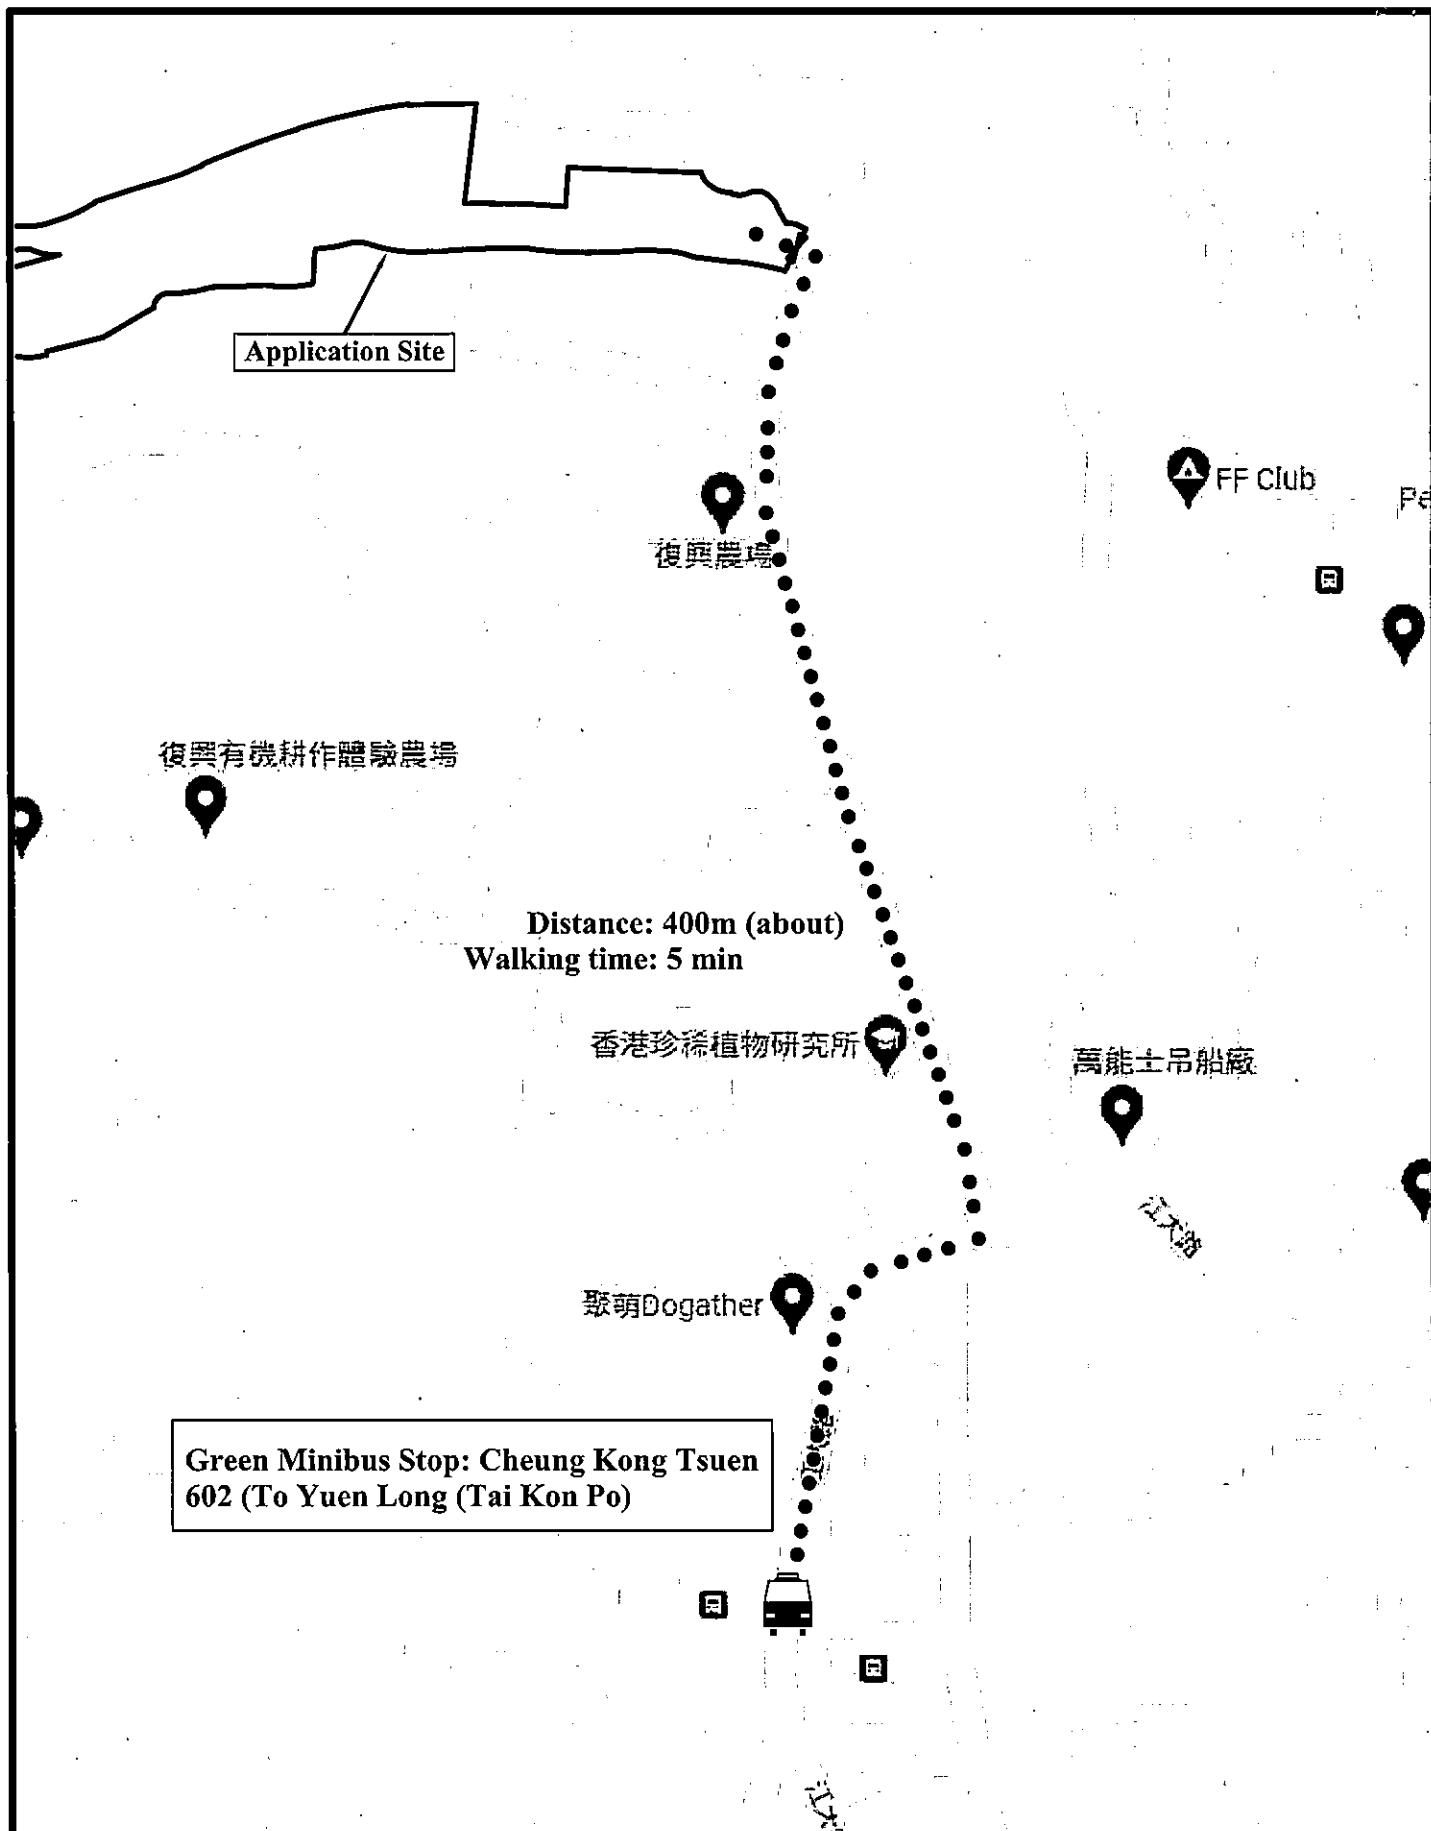 Application Site
FF Club
Pe
復興農場
復興有機耕作體驗農場
Distance: 400m (about)
Walking time: 5 min
香港珍稀植物研究所
萬能士吊船廠
江大路
聚萌Dogather
Green Minibus Stop: Cheung Kong Tsuen
602 (To Yuen Long (Tai Kon Po)
江大